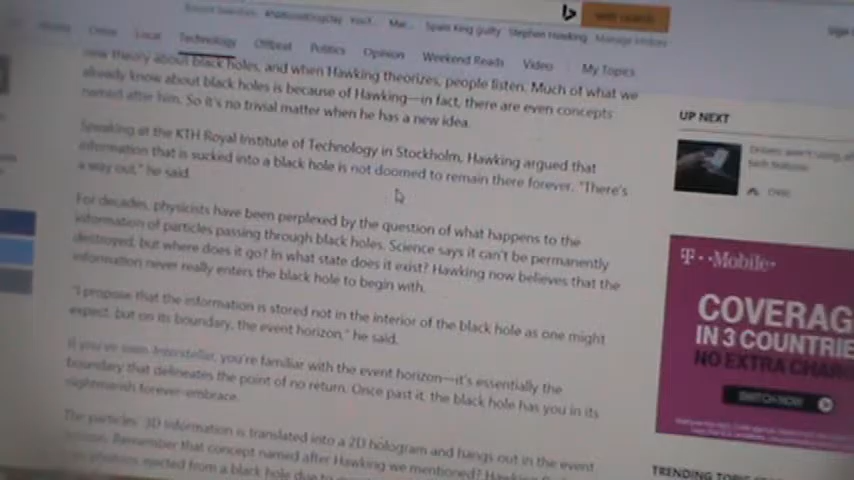 #NationalDogDay
Spain King guilty
Stephen Hawking
Manage History
Sign
Crime
Local
Technology
Offbeat
Politics
Opinion
Weekend Reads
Video
My Topics
new theory about black holes, and when Hawking theorizes, people listen. Much of what we
already know about black holes is because of Hawking—in fact, there are even concepts
named after him. So it's no trivial matter when he has a new idea.
Speaking at the KTH Royal Institute of Technology in Stockholm, Hawking argued that
information that is sucked into a black hole is not doomed to remain there forever. "There's
a way out," he said.
For decades, physicists have been perplexed by the question of what happens to the
information of particles passing through black holes. Science says it can't be permanently
destroyed, but where does it go? In what state does it exist? Hawking now believes that the
information never really enters the black hole to begin with.
"I propose that the information is stored not in the interior of the black hole as one might
expect, but on its boundary, the event horizon," he said.
If you've seen Interstellar, you're familiar with the event horizon—it's essentially the
boundary that delineates the point of no return. Once past it, the black hole has you in its
nightmarish forever-embrace.
The particles' 3D information is translated into a 2D hologram and hangs out in the event
horizon. Remember that concept named after Hawking we mentioned? Hawking
photons ejected from a black hole due to
UP NEXT
Drivers aren't using
tech features
CNBC
T-Mobile
COVERAG
IN 3 COUNTRIE
NO EXTRA CHAR
SWITCH NOW
TRENDING TOPIC